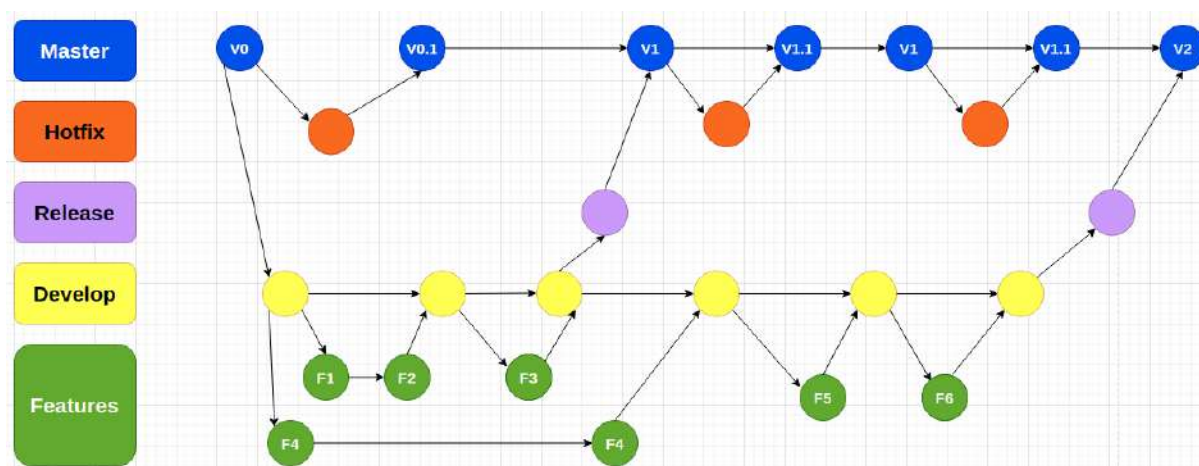 Master
V0
V0.1
V1
V1.1
V1
V1.1
V2
Hotfix
Release
Develop
Features
F1
F2
F3
F5
F6
F4
F4